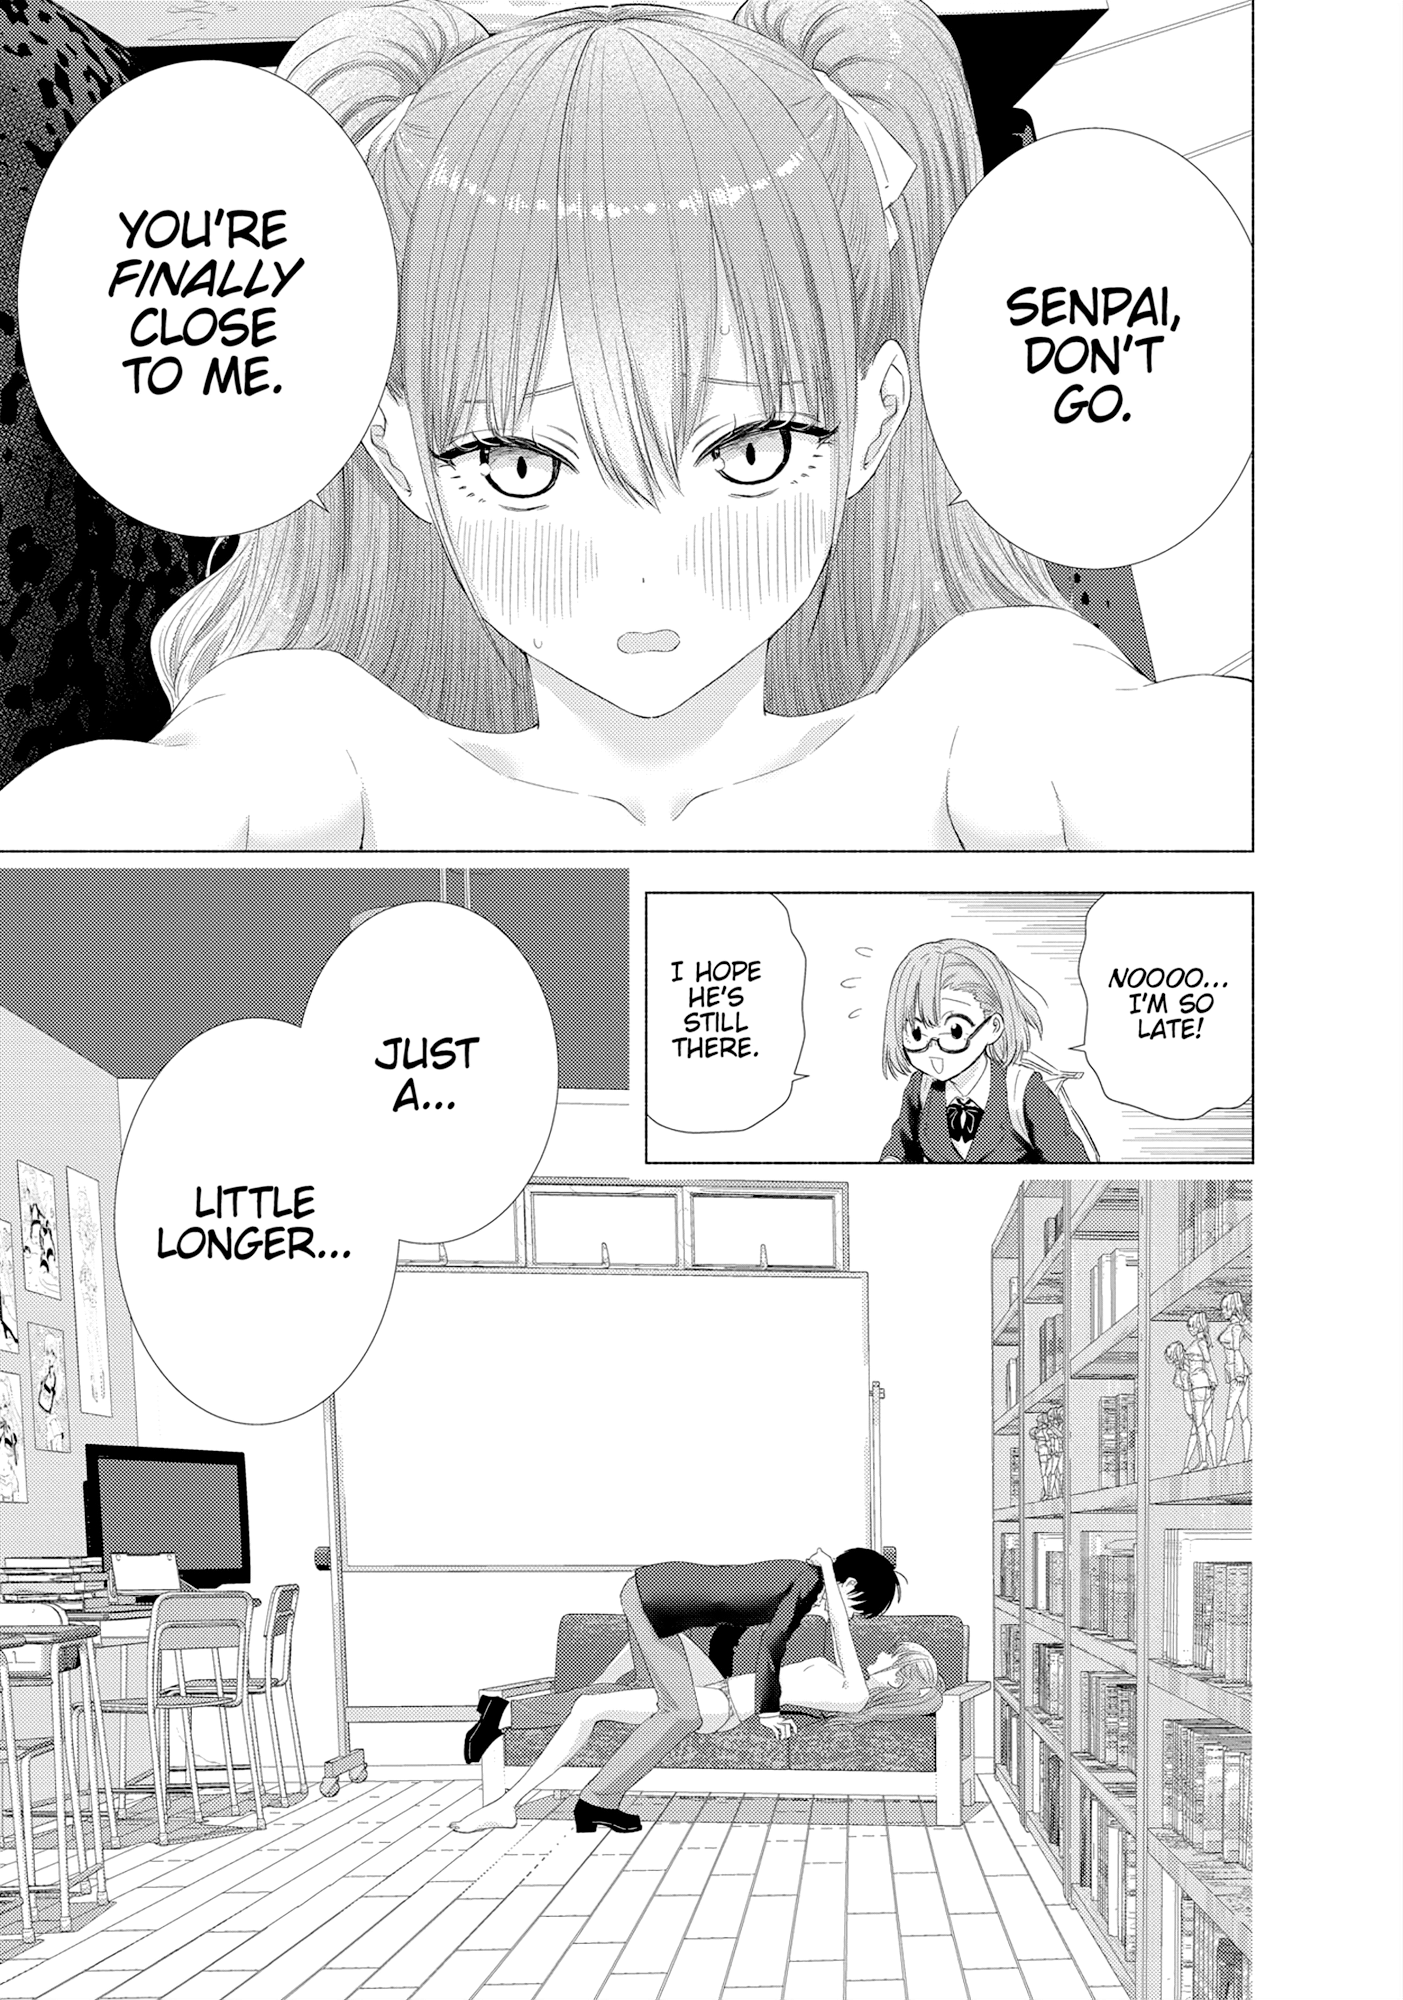 SENPAI,
DON'T
GO.
YOU'RE
FINALLY
CLOSE
TO ME.
NOOOO...
I'M SO
LATE!
I HOPE
HE'S
STILL
THERE.
JUST
A...
LITTLE
LONGER...